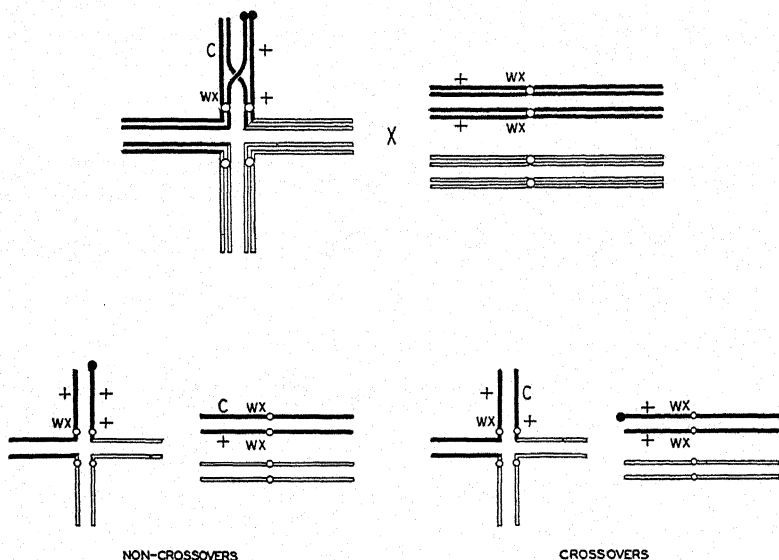 C +
WX +
X
+ WX
+ WX
+ +
WX +
C WX
+ WX
+ C
WX +
+ WX
+ WX
NON-CROSSOVERS CROSSOVERS